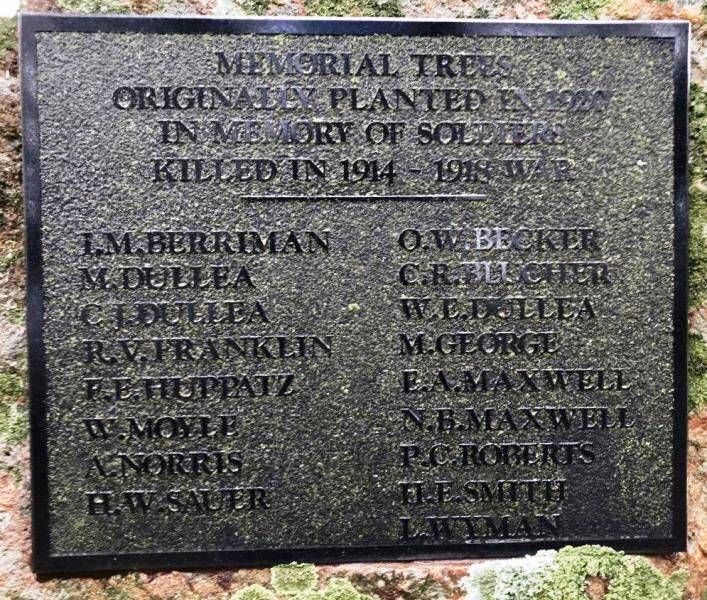 MEMORIAL TREES
ORIGINALLY PLANTED IN 1920
IN MEMORY OF SOLDIERS
KILLED IN 1914 - 1918 WAR
I.M.BERRIMAN
M.DULLEA
C.J.DULLEA
R.V.FRANKLIN
F.E.HUPPATZ
W.MOYLE
A.NORRIS
H.W.SAUER
O.W.BECKER
C.R.BLUCHER
W.E.DULLEA
M.GEORGE
E.A.MAXWELL
N.B.MAXWELL
P.C.ROBERTS
H.E.SMITH
L.WYMAN